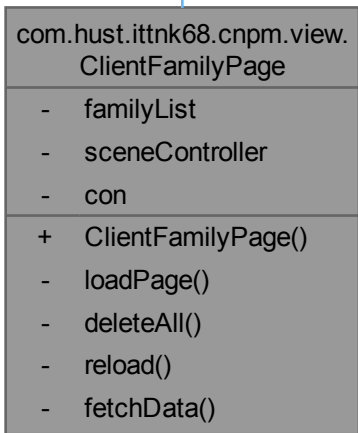 com.hust.ittnk68.cnpm.view.
ClientFamilyPage
- familyList
- sceneController
- con
+ ClientFamilyPage()
- loadPage()
- deleteAll()
- reload()
- fetchData()